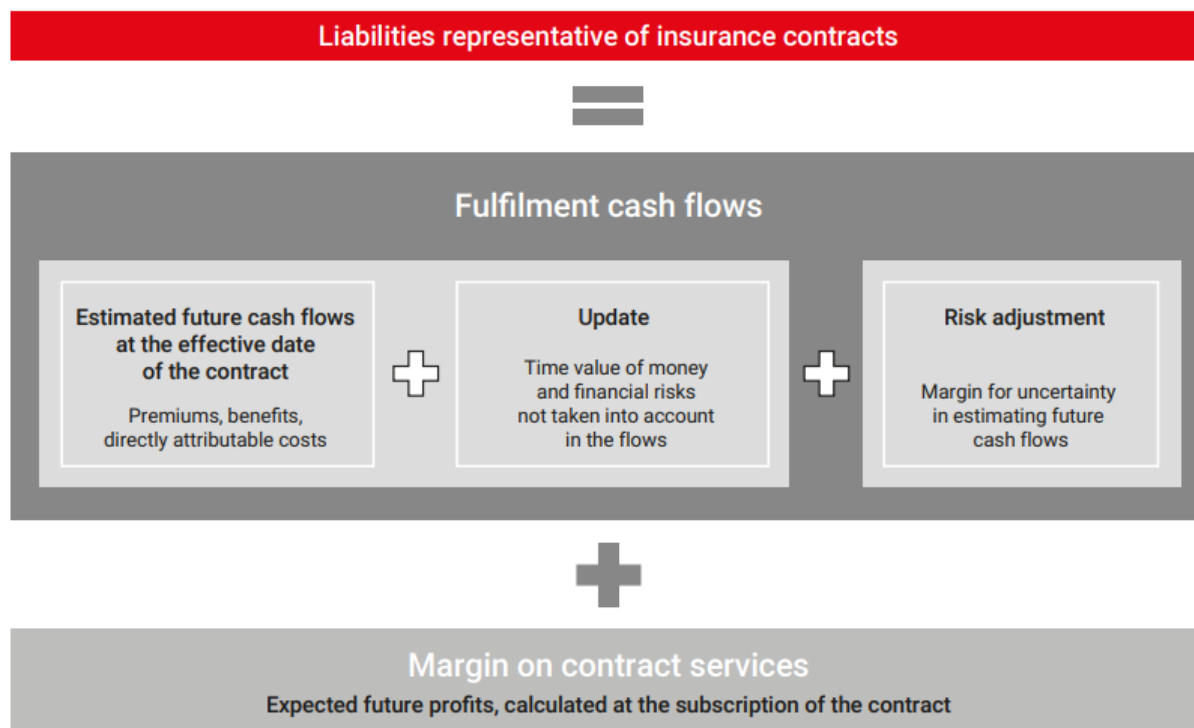 Liabilities representative of insurance contracts
Fulfilment cash flows
Estimated future cash flows
at the effective date
of the contract
Premiums, benefits,
directly attributable costs
Update
Time value of money
and financial risks
not taken into account
in the flows
Risk adjustment
Margin for uncertainty
in estimating future
cash flows
Margin on contract services
Expected future profits, calculated at the subscription of the contract